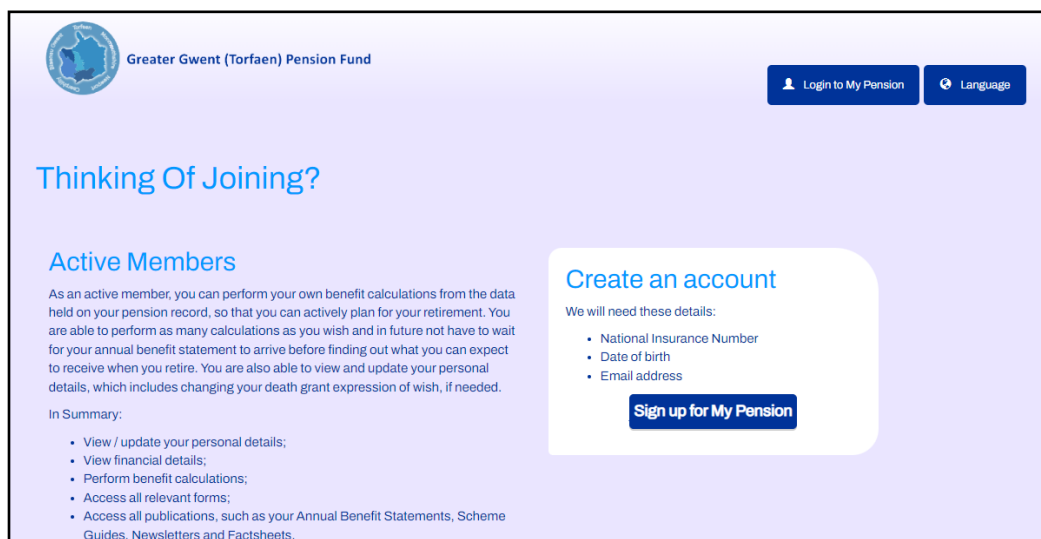 Greater Gwent (Torfaen) Pension Fund
Login to My Pension
Language
Thinking Of Joining?
Active Members
As an active member, you can perform your own benefit calculations from the data
held on your pension record, so that you can actively plan for your retirement. You
are able to perform as many calculations as you wish and in future not have to wait
for your annual benefit statement to arrive before finding out what you can expect
to receive when you retire. You are also able to view and update your personal
details, which includes changing your death grant expression of wish, if needed.
In Summary:
View / update your personal details;
View financial details;
Perform benefit calculations;
Access all relevant forms;
Access all publications, such as your Annual Benefit Statements, Scheme
Guides, Newsletters and Factsheets.
Create an account
We will need these details:
National Insurance Number
Date of birth
Email address
Sign up for My Pension